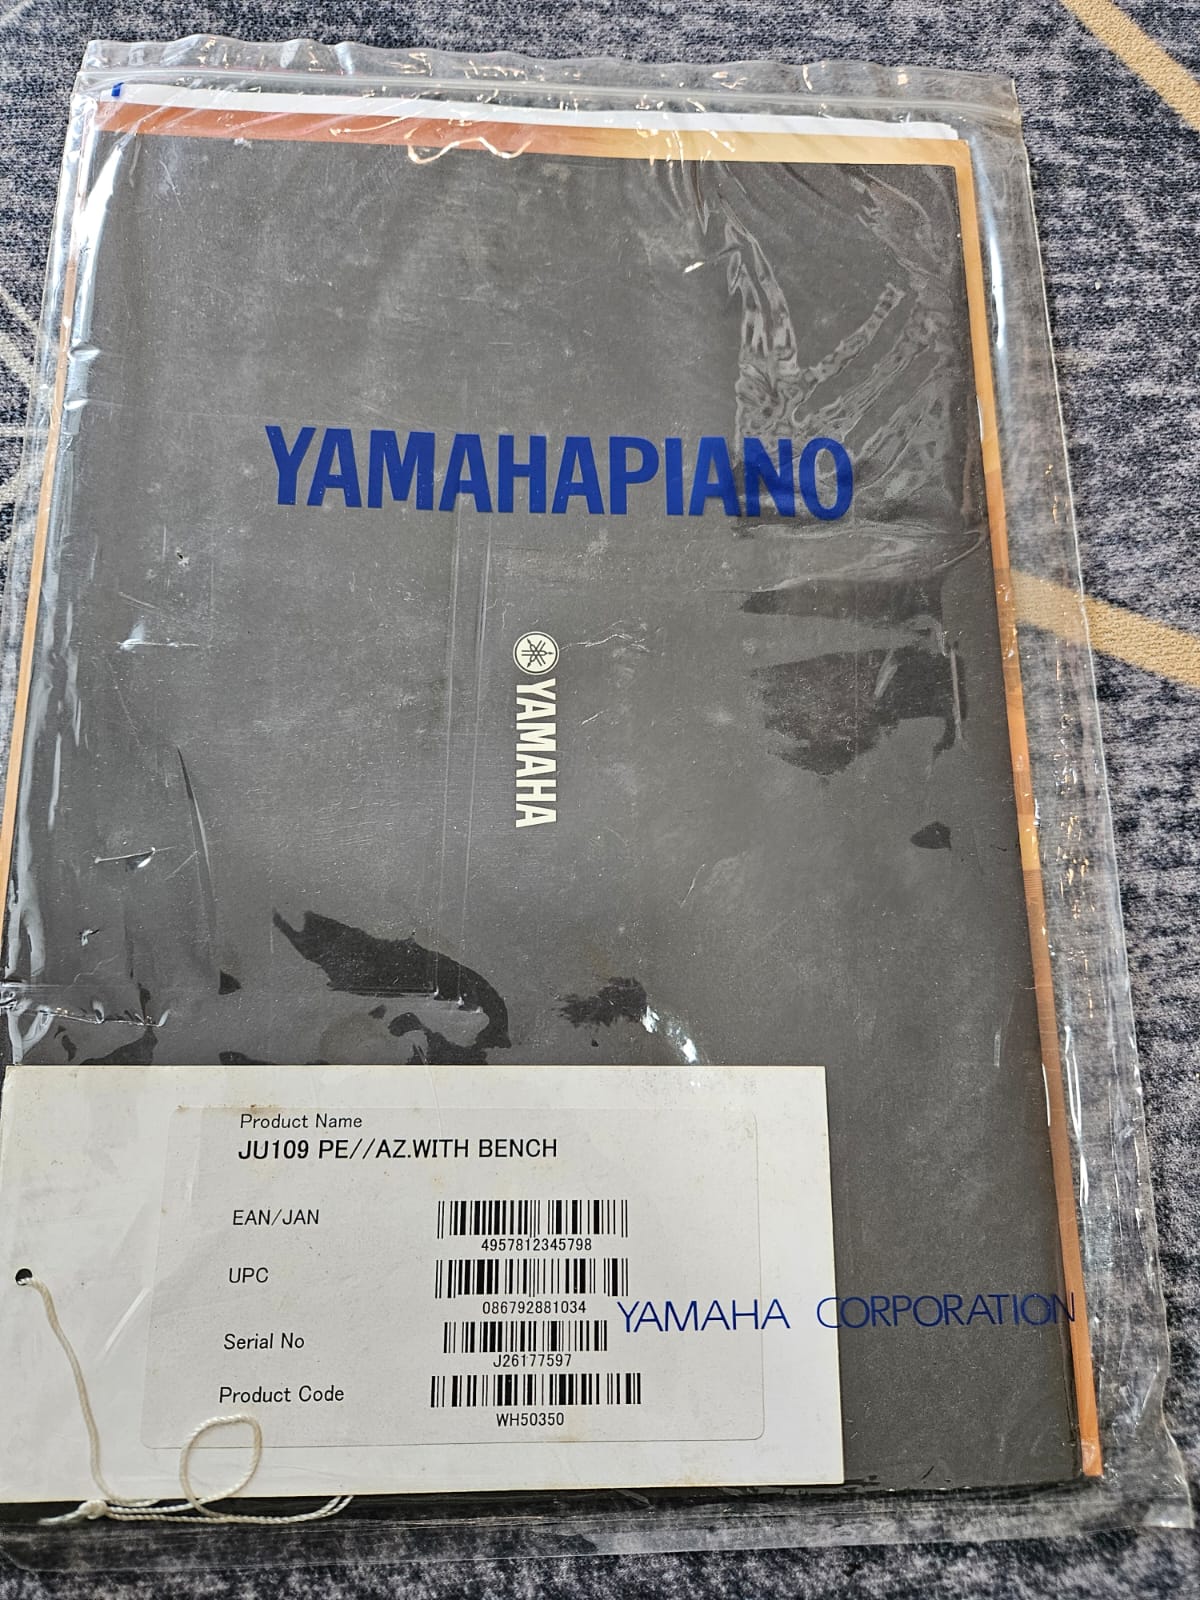 YAMAHAPIANO
YAMAHA
Product Name
JU109 PE//AZ.WITH BENCH
EAN/JAN
4957812345798
UPC
086792881034
YAMAHA CORPORATION
Serial No
J26177597
Product Code
WH50350